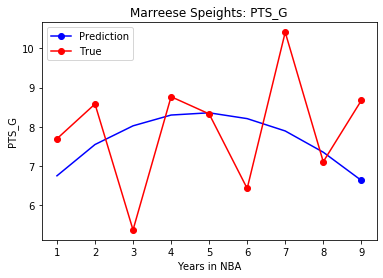 Marreese Speights: PTS_G
Prediction
True
10
9
8
7
6
PTS_G
1 2 3 4 5 6 7 8 9
Years in NBA